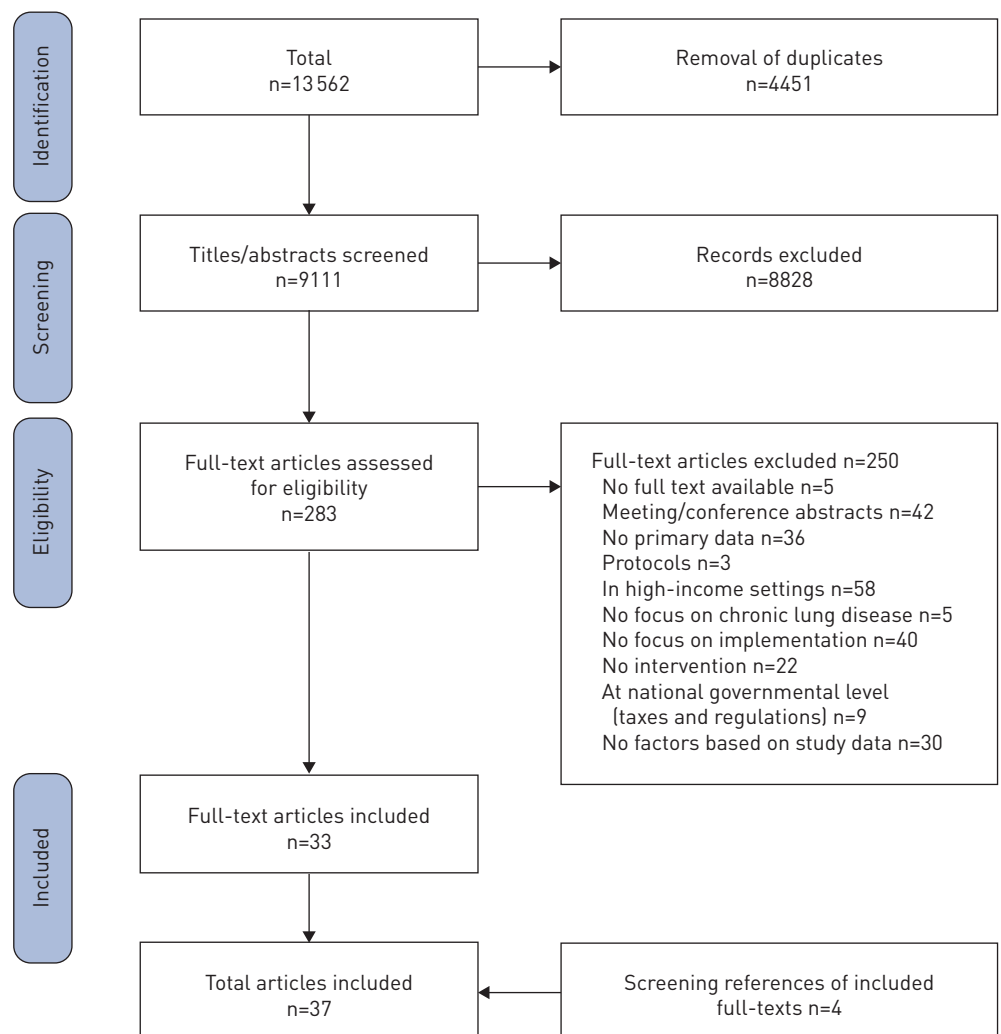 Identification
Total
n=13562
Removal of duplicates
n=4451
Screening
Titles/abstracts screened
n=9111
Records excluded
n=8828
Eligibility
Full-text articles assessed
for eligibility
n=283
Full-text articles excluded n=250
No full text available n=5
Meeting/conference abstracts n=42
No primary data n=36
Protocols n=3
In high-income settings n=58
No focus on chronic lung disease n=5
No focus on implementation n=40
No intervention n=22
At national governmental level
(taxes and regulations) n=9
No factors based on study data n=30
Included
Full-text articles included
n=33
Total articles included
n=37
Screening references of included
full-texts n=4